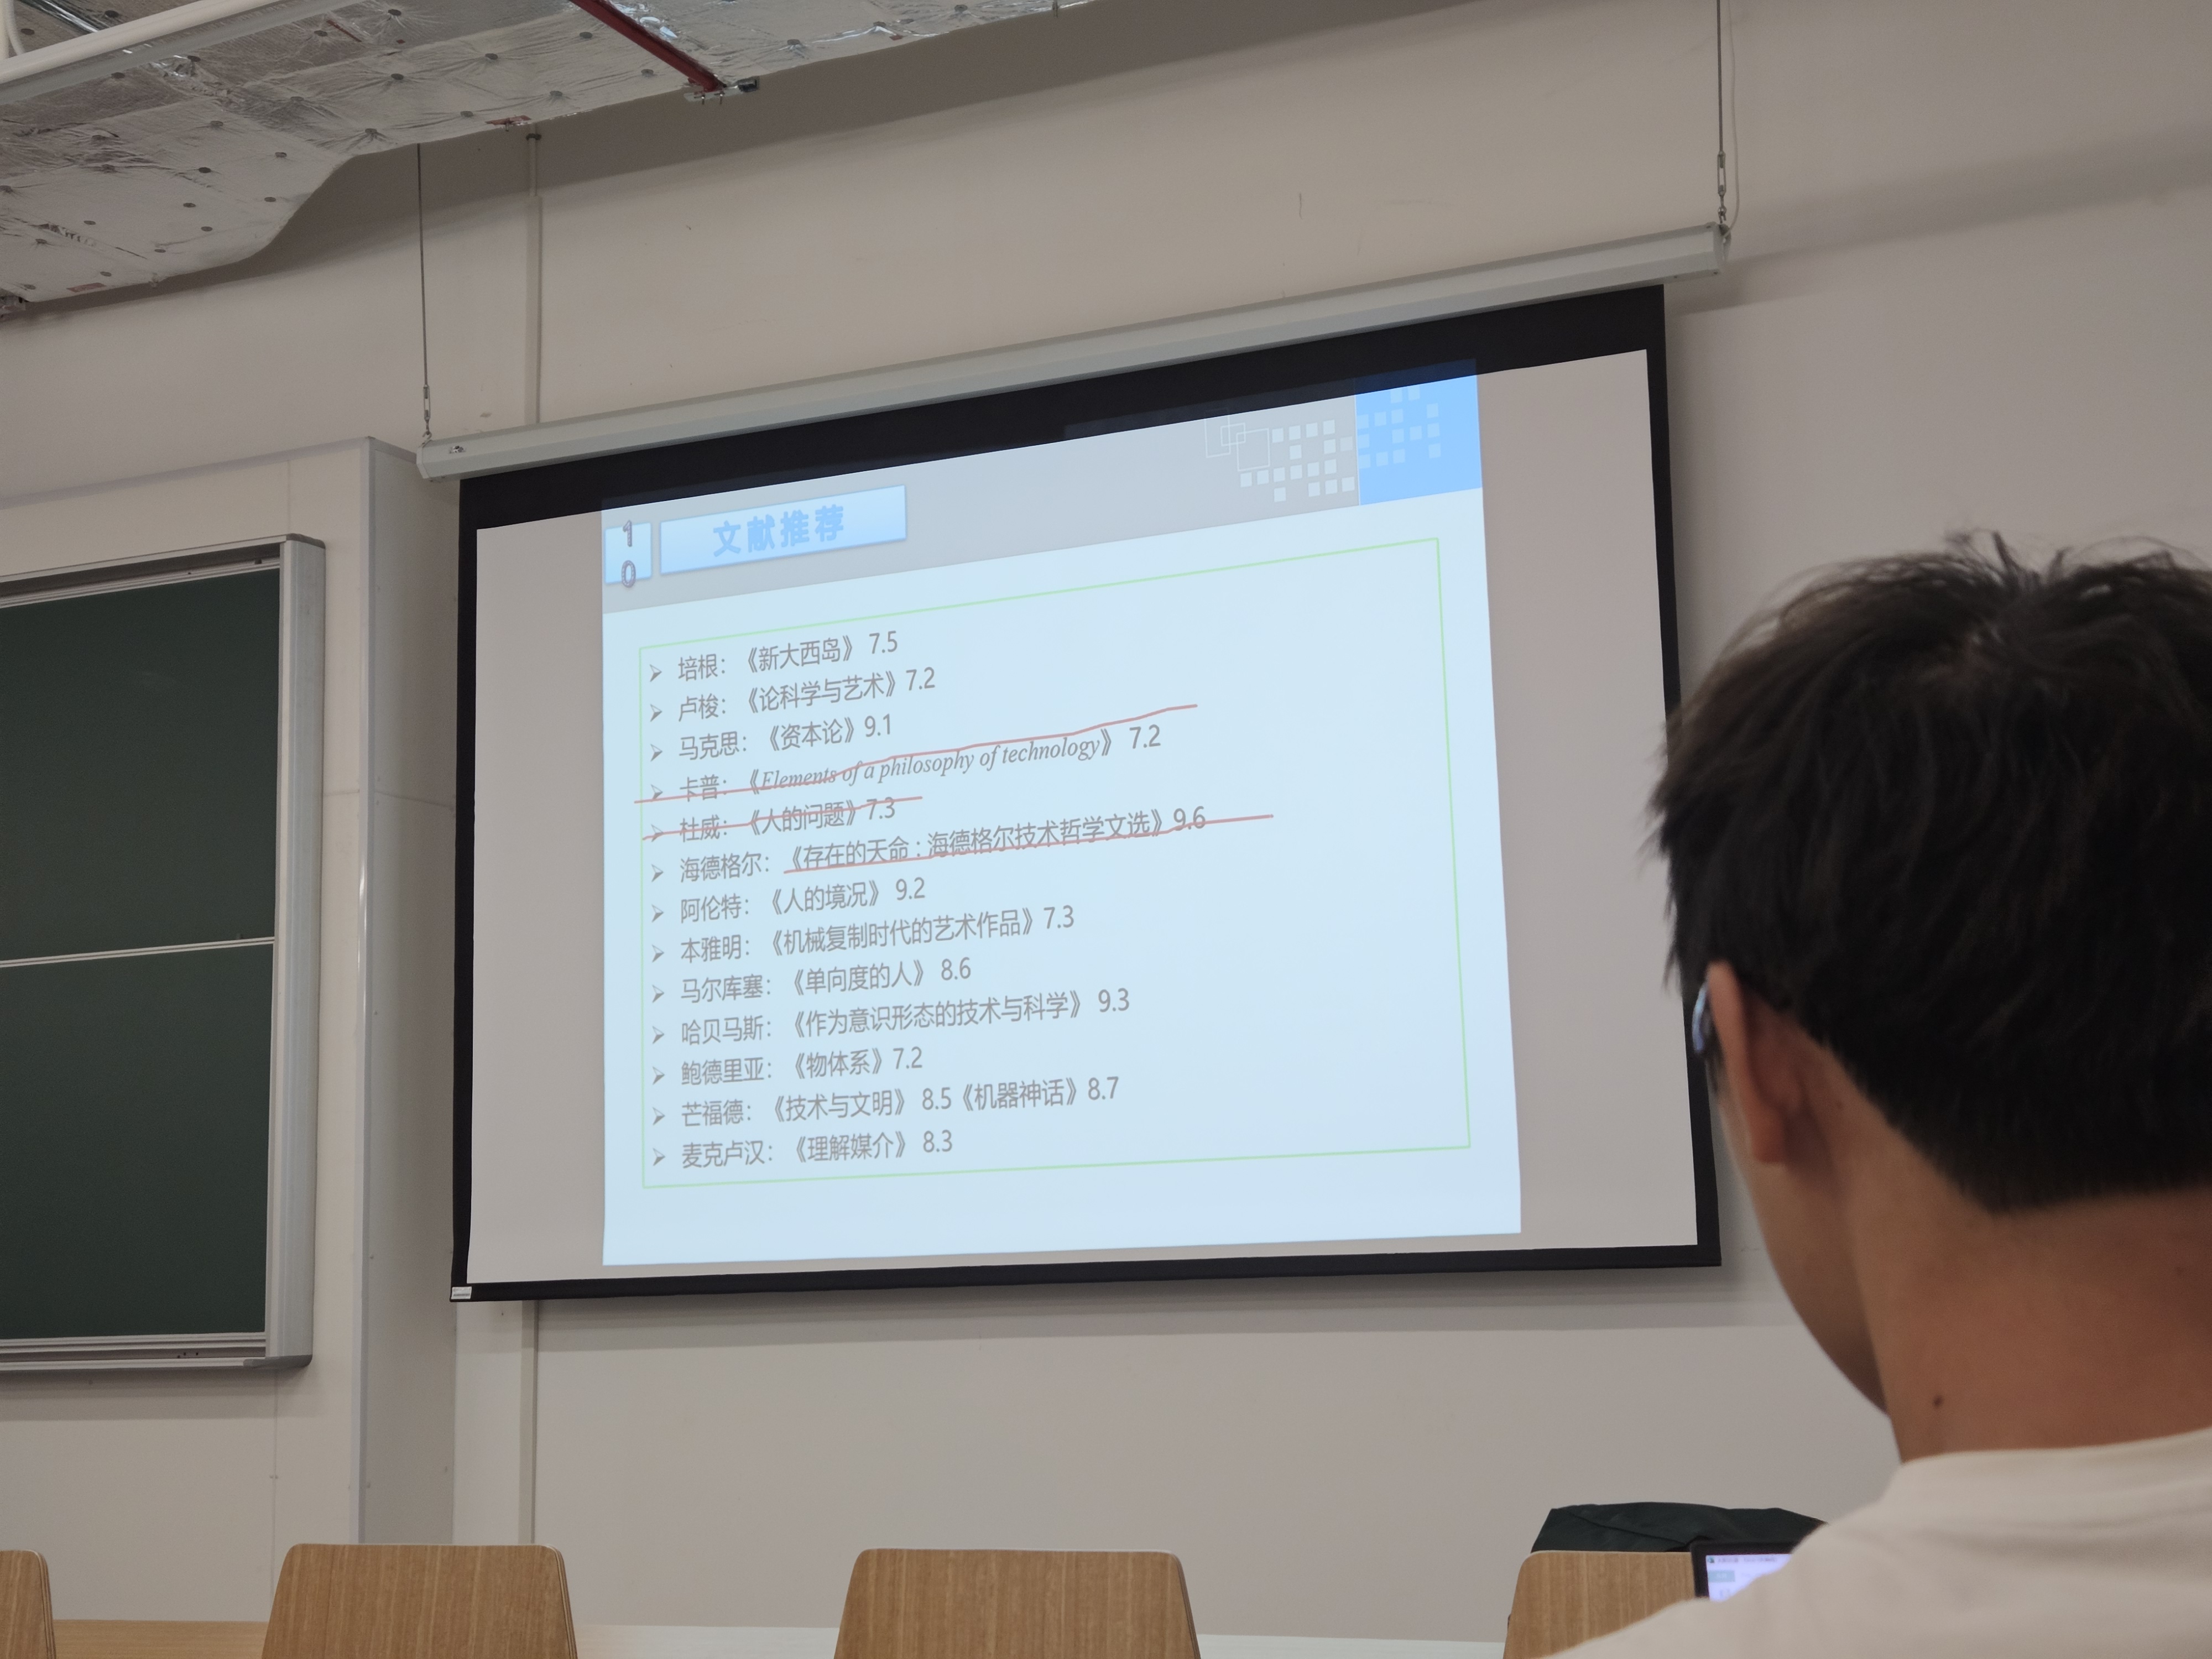 10
文献推荐
培根：《新大西岛》 7.5
卢梭：《论科学与艺术》7.2
马克思：《资本论》9.1
卡普：《Elements of a philosophy of technology》 7.2
杜威：《人的问题》7.3
海德格尔：《存在的天命：海德格尔技术哲学文选》9.6
阿伦特：《人的境况》 9.2
本雅明：《机械复制时代的艺术作品》7.3
马尔库塞：《单向度的人》 8.6
哈贝马斯：《作为意识形态的技术与科学》 9.3
鲍德里亚：《物体系》7.2
芒福德：《技术与文明》 8.5《机器神话》8.7
麦克卢汉：《理解媒介》 8.3